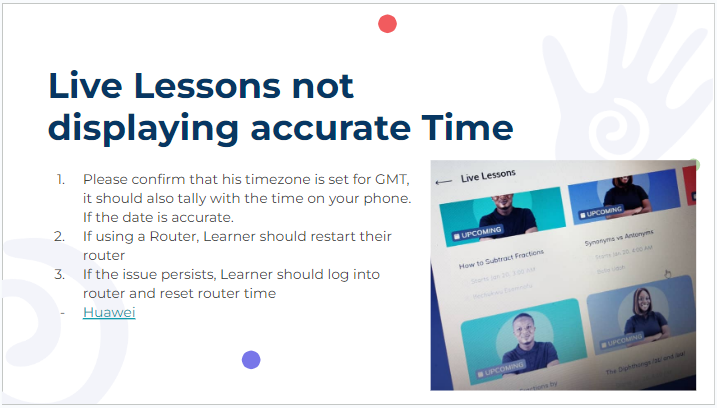 Live Lessons not
displaying accurate Time
1. Please confirm that his timezone is set for GMT,
it should also tally with the time on your phone.
If the date is accurate.
2. If using a Router, Learner should restart their
router
3. If the issue persists, Learner should log into
router and reset router time
- Huawei
Live Lessons
UPCOMING
UPCOMING
How to Subtract Fractions
Synonyms vs Antonyms
UPCOMING
UPCOMING